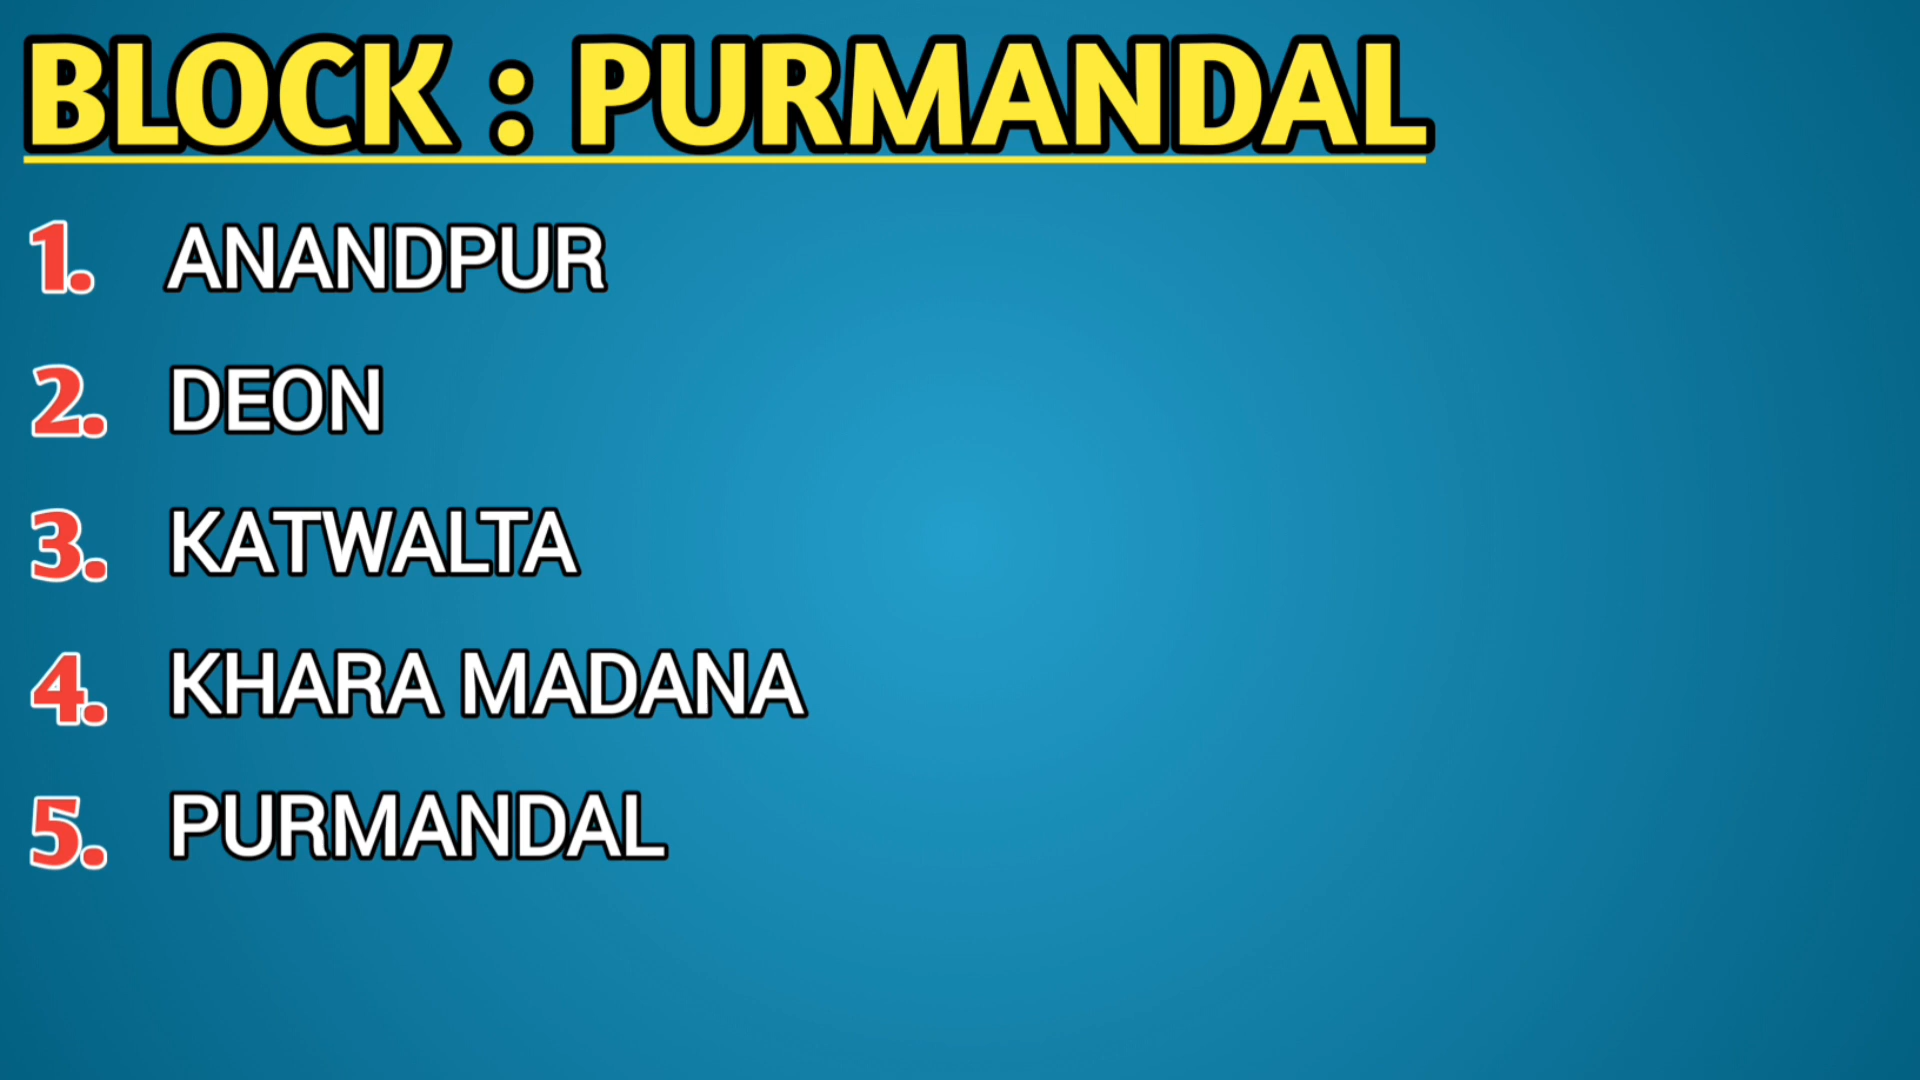 BLOCK : PURMANDAL
1. ANANDPUR
2. DEON
3. KATWALTA
4. KHARA MADANA
5. PURMANDAL